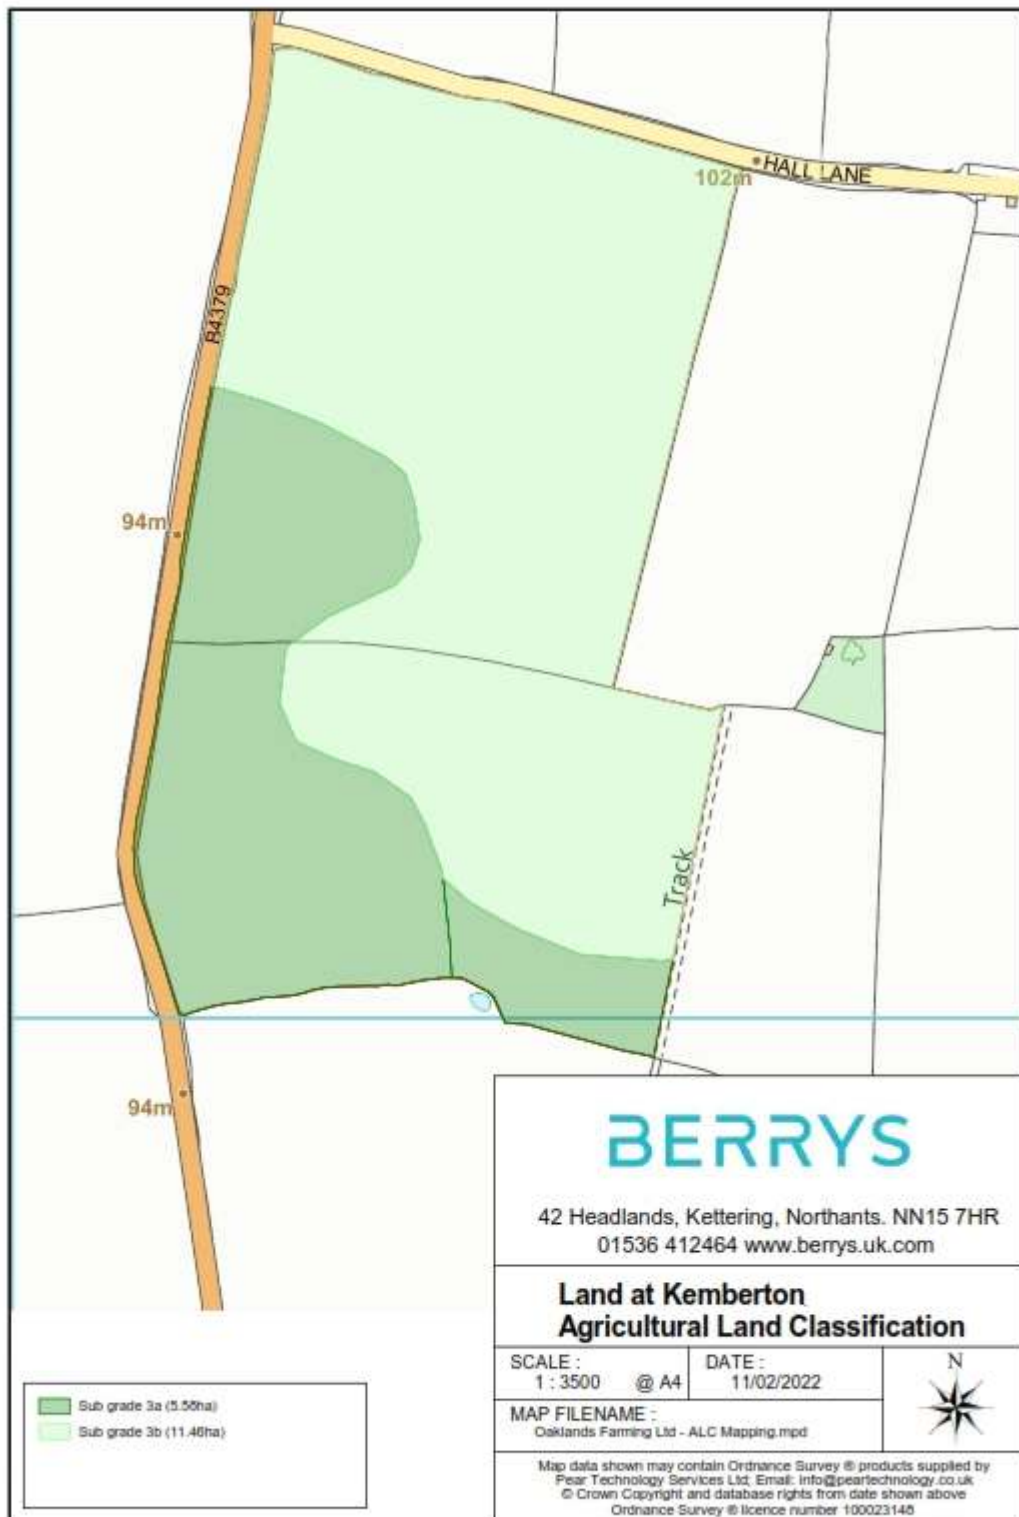 HALL LANE
102m
B4379
94m
Track
94m
BERRYS
42 Headlands, Kettering, Northants. NN15 7HR
01536 412464 www.berrys.uk.com
Land at Kemberton
Agricultural Land Classification
SCALE :
1 : 3500 @ A4
DATE :
11/02/2022
N
MAP FILENAME :
Oaklands Farming Ltd - ALC Mapping.mpd
Sub grade 3a (5.56ha)
Sub grade 3b (11.46ha)
Map data shown may contain Ordnance Survey ® products supplied by
Pear Technology Services Ltd; Email: info@peartechnology.co.uk
© Crown Copyright and database rights from date shown above
Ordnance Survey ® licence number 100023148